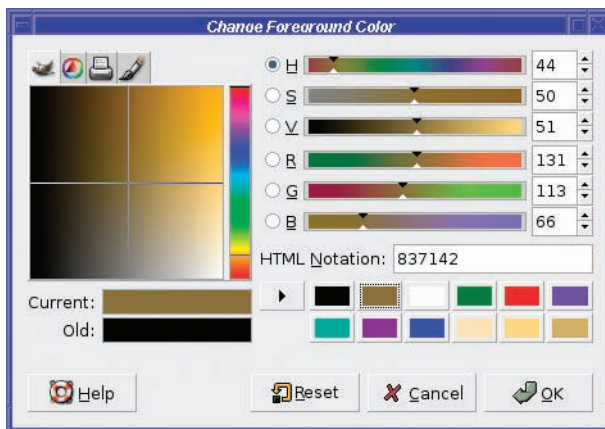 Change Foreground Color
H 44
S 50
V 51
R 131
G 113
B 66
HTML Notation: 837142
Current:
Old:
Help Reset Cancel OK